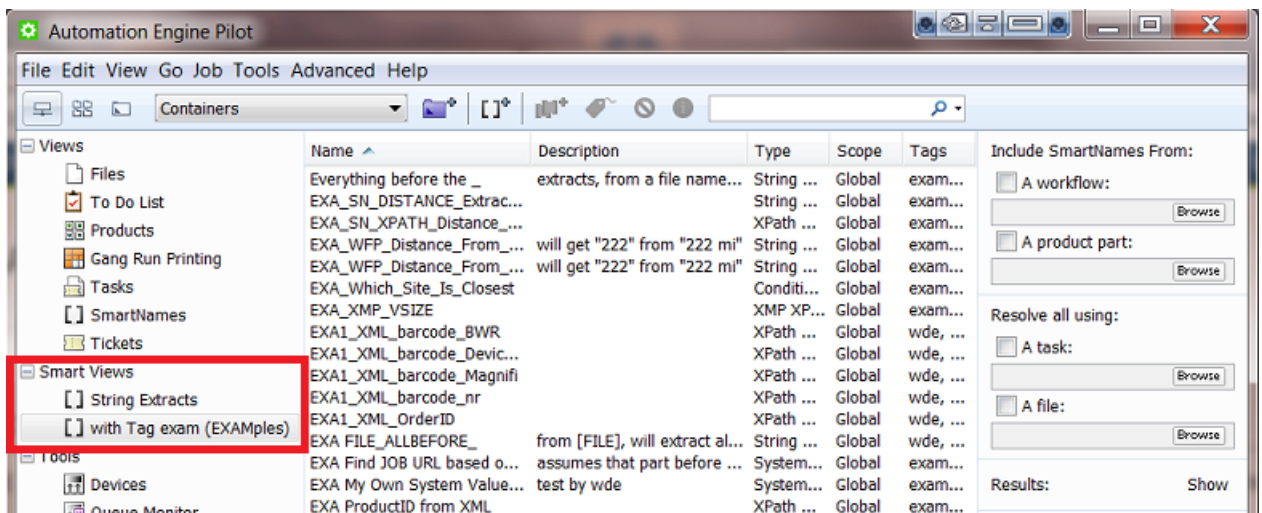 Automation Engine Pilot
File Edit View Go Job Tools Advanced Help
Containers
Views
Files
To Do List
Products
Gang Run Printing
Tasks
[] SmartNames
Tickets
Smart Views
[] String Extracts
[] with Tag exam (EXAMples)
Tools
Devices
Queue Monitor
Name Description Type Scope Tags
Everything before the _ extracts, from a file name... String ... Global exam...
EXA_SN_DISTANCE_Extrac... String ... Global exam...
EXA_SN_XPATH_Distance_... XPath ... Global exam...
EXA_WFP_Distance_From_... will get "222" from "222 mi" String ... Global exam...
EXA_WFP_Distance_From_... will get "222" from "222 mi" String ... Global exam...
EXA_Which_Site_Is_Closest Conditi... Global exam...
EXA_XMP_VSIZE XMP XP... Global exam...
EXA1_XML_barcode_BWR XPath ... Global wde, ...
EXA1_XML_barcode_Devic... XPath ... Global wde, ...
EXA1_XML_barcode_Magnifi XPath ... Global wde, ...
EXA1_XML_barcode_nr XPath ... Global wde, ...
EXA1_XML_OrderID XPath ... Global wde, ...
EXA FILE_ALLBEFORE_ from [FILE], will extract al... String ... Global exam...
EXA Find JOB URL based o... assumes that part before ... System... Global exam...
EXA My Own System Value... test by wde System... Global exam...
EXA ProductID from XML XPath ... Global exam...
Include SmartNames From:
A workflow:
Browse
A product part:
Browse
Resolve all using:
A task:
Browse
A file:
Browse
Results: Show